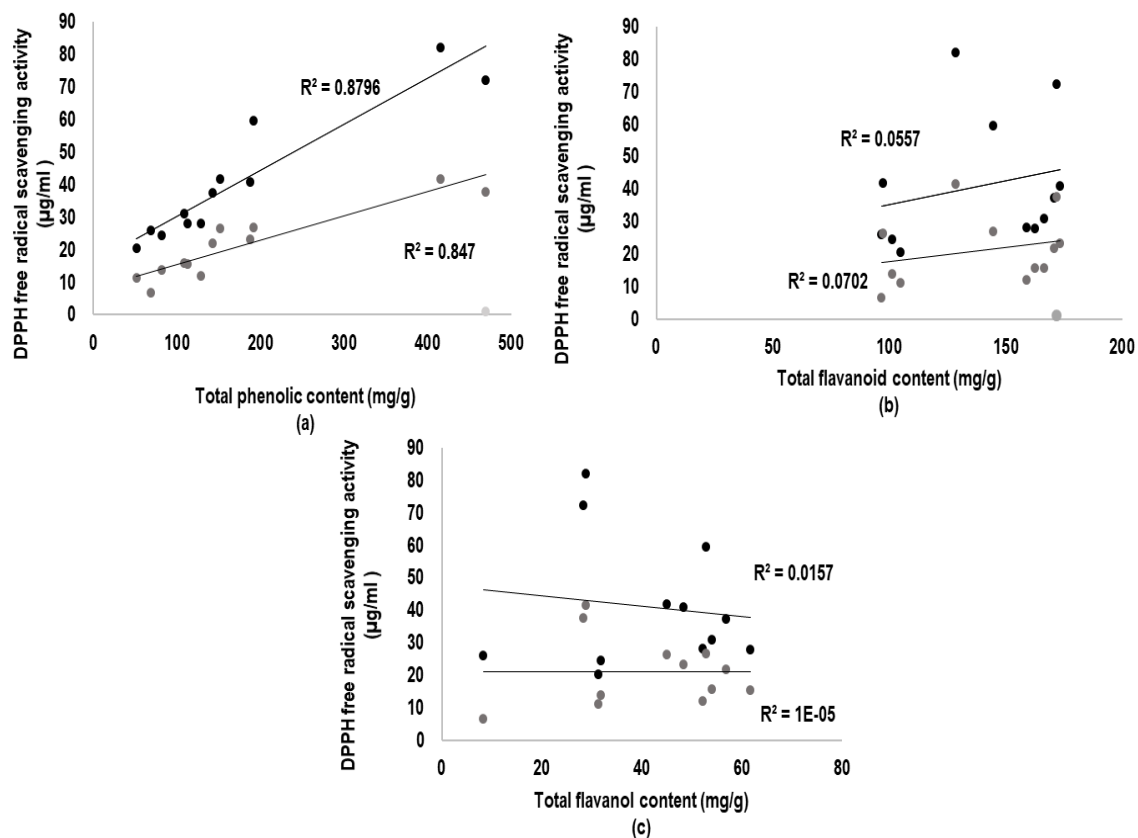 DPPH free radical scavenging activity
(µg/ml )
90
80
70
60
50
40
30
20
10
0
R² = 0.8796
R² = 0.847
0
100
200
300
400
500
Total phenolic content (mg/g)
(a)
DPPH free radical scavenging activity
(µg/ml )
90
80
70
60
50
40
30
20
10
0
R² = 0.0557
R² = 0.0702
0
50
100
150
200
Total flavanoid content (mg/g)
(b)
DPPH free radical scavenging activity
(µg/ml )
90
80
70
60
50
40
30
20
10
0
R² = 0.0157
R² = 1E-05
0
20
40
60
80
Total flavanol content (mg/g)
(c)